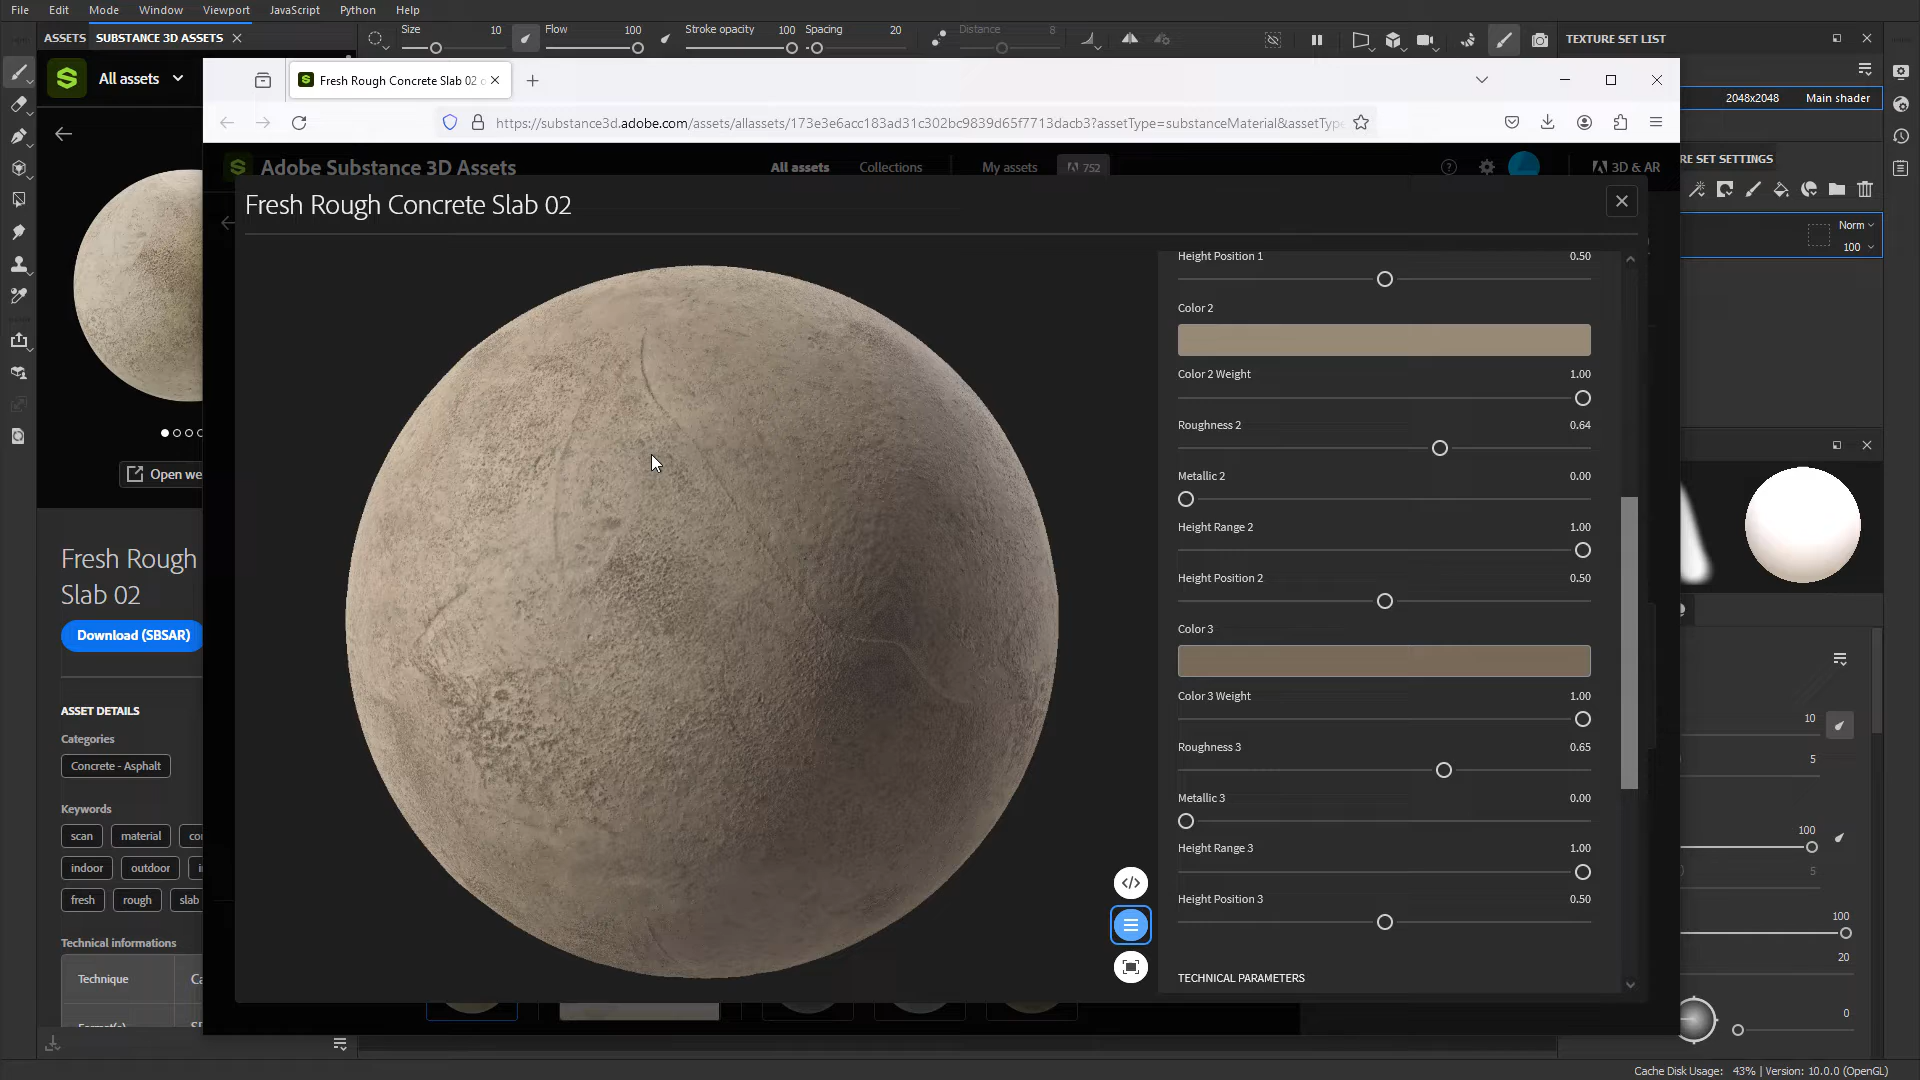 File Edit Mode Window Viewport JavaScript Python Help
ASSETS SUBSTANCE 3D ASSETS
Size 10 Flow 100 Stroke opacity 100 Spacing 20 Distance 8
TEXTURE SET LIST
All assets
Fresh Rough Concrete Slab 02
2048x2048 Main shader
https://substance3d.adobe.com/assets/allassets/173e3e6acc183ad31c302bc9839d65f7713dacb3?assetType=substanceMaterial&assetType
Adobe Substance 3D Assets
All assets Collections My assets 752 3D & AR
RE SET SETTINGS
Fresh Rough Concrete Slab 02
Norm
100
Height Position 1 0.50
Color 2
Color 2 Weight 1.00
Roughness 2 0.64
Metallic 2 0.00
Height Range 2 1.00
Height Position 2 0.50
Color 3
Color 3 Weight 1.00
Roughness 3 0.65
Metallic 3 0.00
Height Range 3 1.00
Height Position 3 0.50
TECHNICAL PARAMETERS
Open we
Fresh Rough
Slab 02
Download (SBSAR)
ASSET DETAILS
Categories
Concrete - Asphalt
Keywords
scan material co
indoor outdoor i
fresh rough slab
Technical informations
Technique Ca
10
5
100
5
100
20
0
Cache Disk Usage: 43% | Version: 10.0.0 (OpenGL)